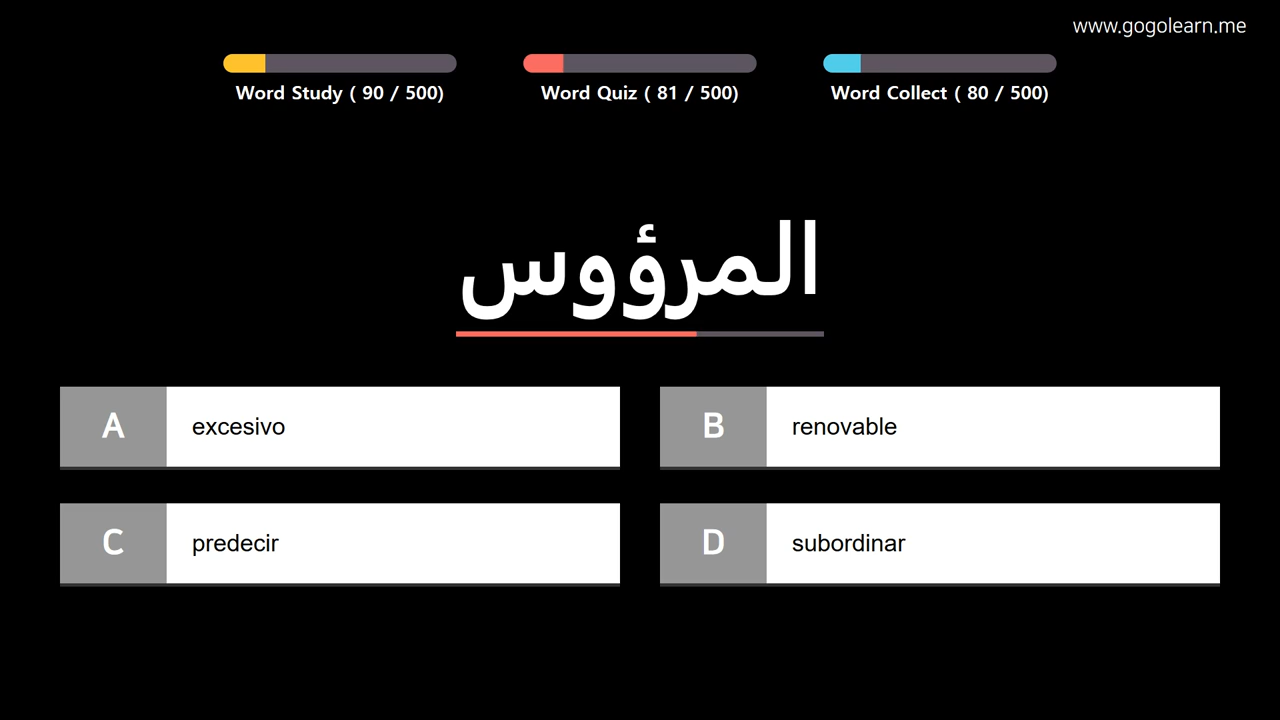 www.gogolearn.me
Word Study ( 90 / 500)
Word Quiz ( 81 / 500)
Word Collect ( 80 / 500)
المرؤوس
A excesivo
B renovable
C predecir
D subordinar